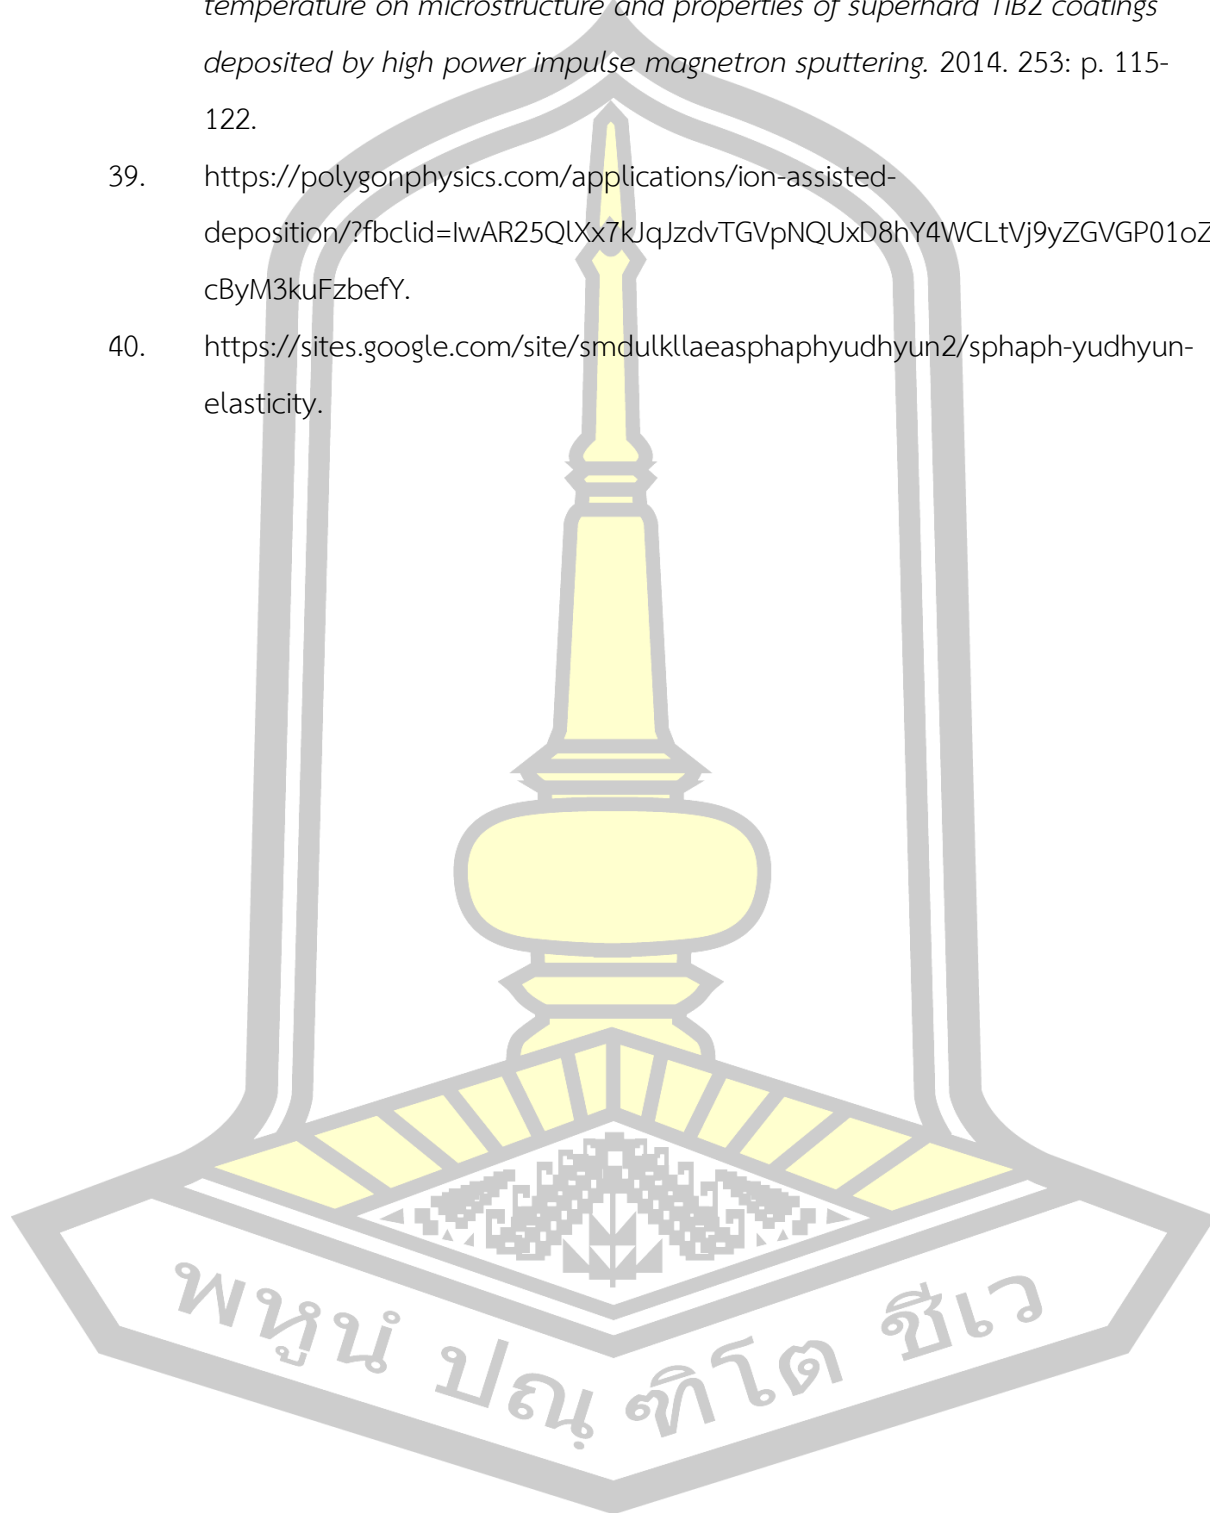 temperature on microstructure and properties of superhard TiB2 coatings
deposited by high power impulse magnetron sputtering. 2014. 253: p. 115-
122.
39. https://polygonphysics.com/applications/ion-assisted-
deposition/?fbclid=IwAR25QlXx7kJqJzdvTGVpNQUxD8hY4WCLtVj9yZGVGP01oZ
cByM3kuFzbefY.
40. https://sites.google.com/site/smdulkllaeasphaphyudhyun2/sphaph-yudhyun-
elasticity.
พหูนํ ปณฺ ฑิโต ชีเว